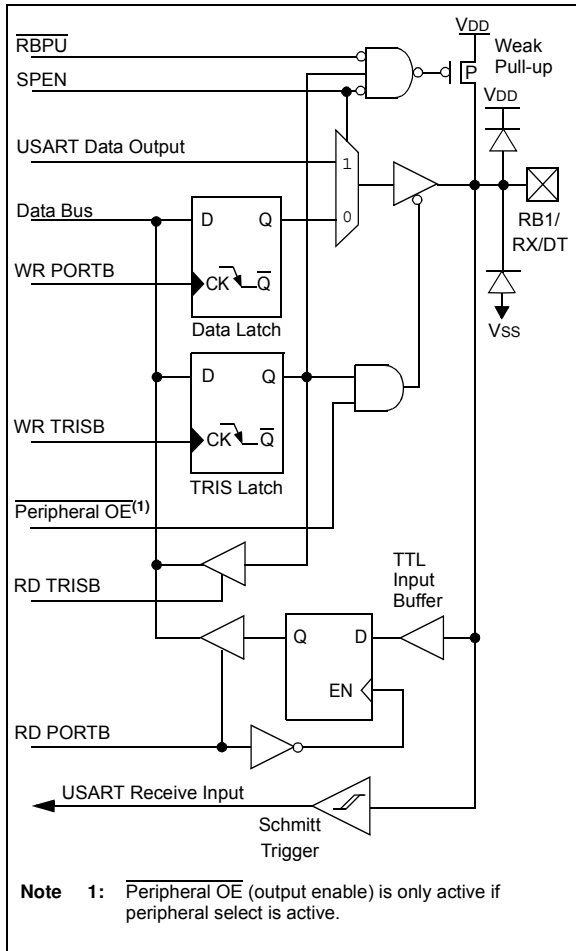 VDD
RBPU
Weak
Pull-up
P
SPEN
VDD
USART Data Output
1
Data Bus
D Q
0
RB1/
RX/DT
WR PORTB
CK Q
Data Latch
VSS
D Q
WR TRISB
CK Q
TRIS Latch
Peripheral OE(1)
TTL
Input
Buffer
RD TRISB
Q D
EN
RD PORTB
USART Receive Input
Schmitt
Trigger
Note 1: Peripheral OE (output enable) is only active if
peripheral select is active.